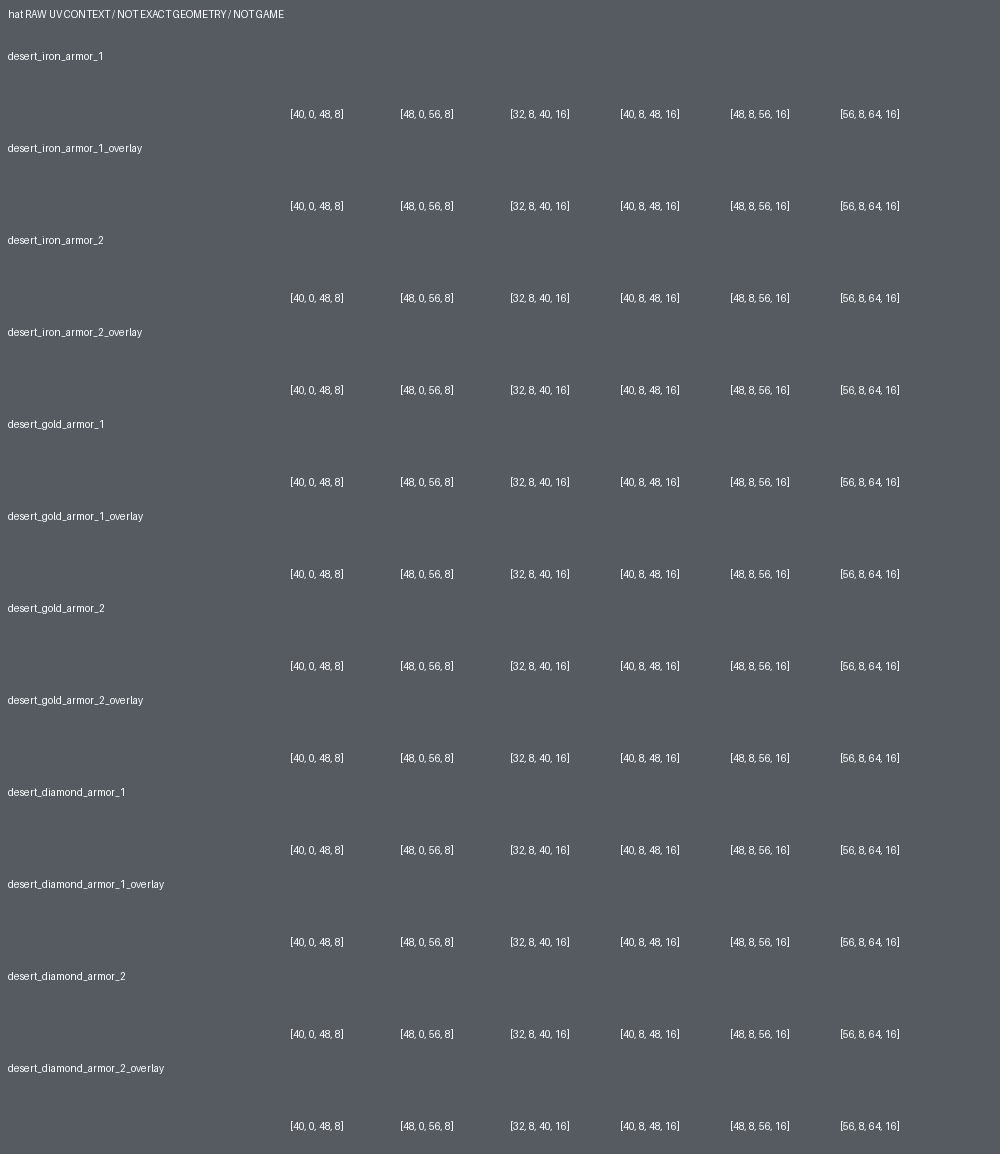 hat RAW UV CONTEXT / NOT EXACT GEOMETRY / NOT GAME
desert_iron_armor_1
[40, 0, 48, 8] [48, 0, 56, 8] [32, 8, 40, 16] [40, 8, 48, 16] [48, 8, 56, 16] [56, 8, 64, 16]
desert_iron_armor_1_overlay
[40, 0, 48, 8] [48, 0, 56, 8] [32, 8, 40, 16] [40, 8, 48, 16] [48, 8, 56, 16] [56, 8, 64, 16]
desert_iron_armor_2
[40, 0, 48, 8] [48, 0, 56, 8] [32, 8, 40, 16] [40, 8, 48, 16] [48, 8, 56, 16] [56, 8, 64, 16]
desert_iron_armor_2_overlay
[40, 0, 48, 8] [48, 0, 56, 8] [32, 8, 40, 16] [40, 8, 48, 16] [48, 8, 56, 16] [56, 8, 64, 16]
desert_gold_armor_1
[40, 0, 48, 8] [48, 0, 56, 8] [32, 8, 40, 16] [40, 8, 48, 16] [48, 8, 56, 16] [56, 8, 64, 16]
desert_gold_armor_1_overlay
[40, 0, 48, 8] [48, 0, 56, 8] [32, 8, 40, 16] [40, 8, 48, 16] [48, 8, 56, 16] [56, 8, 64, 16]
desert_gold_armor_2
[40, 0, 48, 8] [48, 0, 56, 8] [32, 8, 40, 16] [40, 8, 48, 16] [48, 8, 56, 16] [56, 8, 64, 16]
desert_gold_armor_2_overlay
[40, 0, 48, 8] [48, 0, 56, 8] [32, 8, 40, 16] [40, 8, 48, 16] [48, 8, 56, 16] [56, 8, 64, 16]
desert_diamond_armor_1
[40, 0, 48, 8] [48, 0, 56, 8] [32, 8, 40, 16] [40, 8, 48, 16] [48, 8, 56, 16] [56, 8, 64, 16]
desert_diamond_armor_1_overlay
[40, 0, 48, 8] [48, 0, 56, 8] [32, 8, 40, 16] [40, 8, 48, 16] [48, 8, 56, 16] [56, 8, 64, 16]
desert_diamond_armor_2
[40, 0, 48, 8] [48, 0, 56, 8] [32, 8, 40, 16] [40, 8, 48, 16] [48, 8, 56, 16] [56, 8, 64, 16]
desert_diamond_armor_2_overlay
[40, 0, 48, 8] [48, 0, 56, 8] [32, 8, 40, 16] [40, 8, 48, 16] [48, 8, 56, 16] [56, 8, 64, 16]